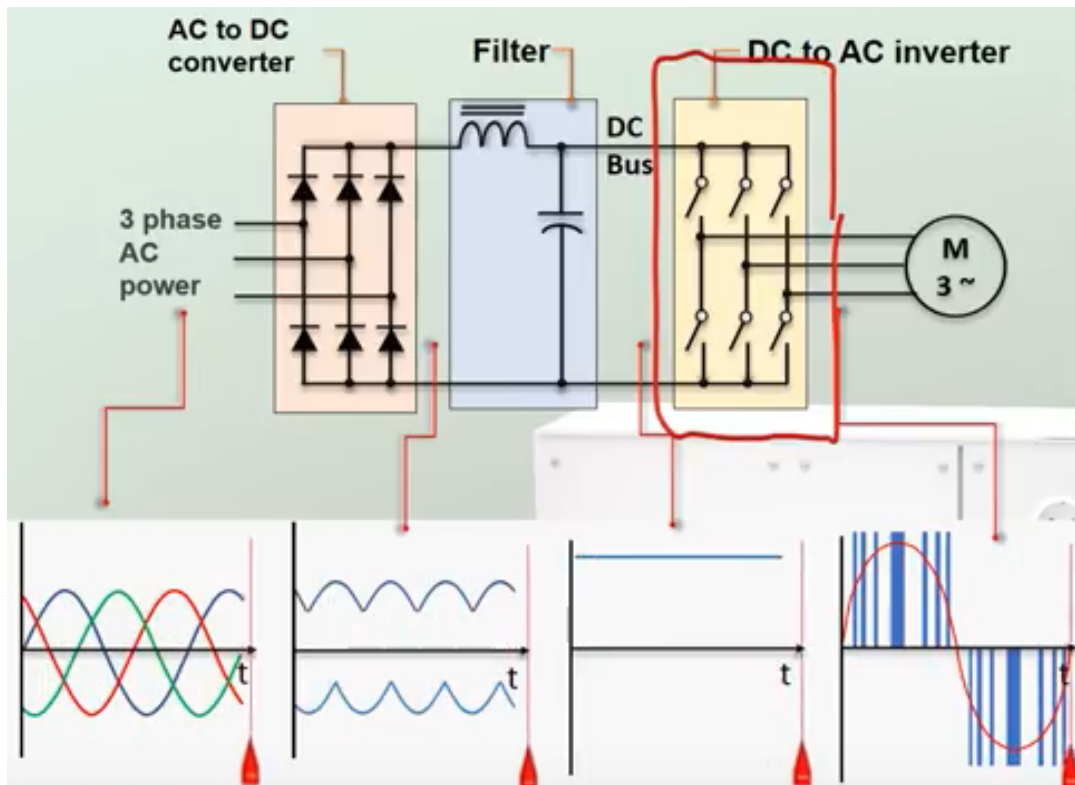 AC to DC
converter
Filter
DC to AC inverter
DC
Bus
3 phase
AC
power
M
3 ~
t
t
t
t